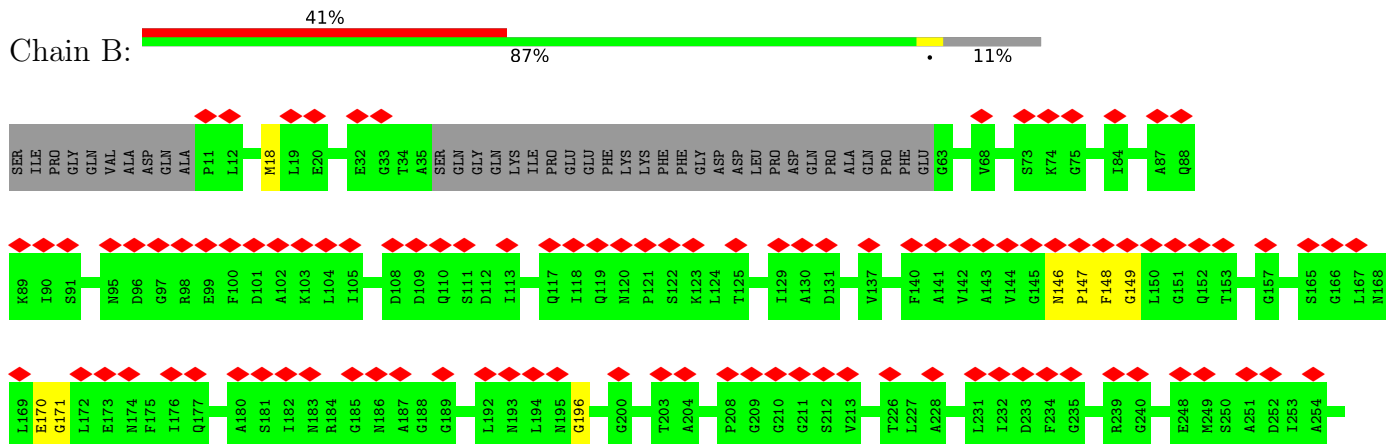 41%
Chain B:
87%
•
11%
SER ILE PRO GLY GLN VAL ALA ASP GLN ALA P11 L12 M18 L19 E20 E32 G33 T34 A35 SER GLN GLY GLN LYS ILE PRO GLU GLU PHE LYS LYS PHE PHE GLY ASP ASP LEU PRO ASP GLN PRO ALA GLN PRO PHE GLU G63 V68 S73 K74 G75 I84 A87 Q88
K89 I90 S91 N95 D96 G97 R98 E99 F100 D101 A102 K103 L104 I105 D108 D109 Q110 S111 D112 I113 Q117 I118 Q119 N120 P121 S122 K123 L124 T125 I129 A130 D131 V137 F140 A141 V142 A143 V144 G145 N146 P147 F148 G149 L150 G151 Q152 T153 G157 S165 G166 L167 N168
L169 E170 G171 L172 E173 N174 F175 I176 Q177 A180 S181 I182 N183 R184 G185 N186 A187 G188 G189 L192 N193 L194 N195 G196 G200 T203 A204 P208 G209 G210 G211 S212 V213 T226 L227 A228 L231 I232 D233 F234 G235 R239 G240 E248 M249 S250 A251 D252 I253 A254